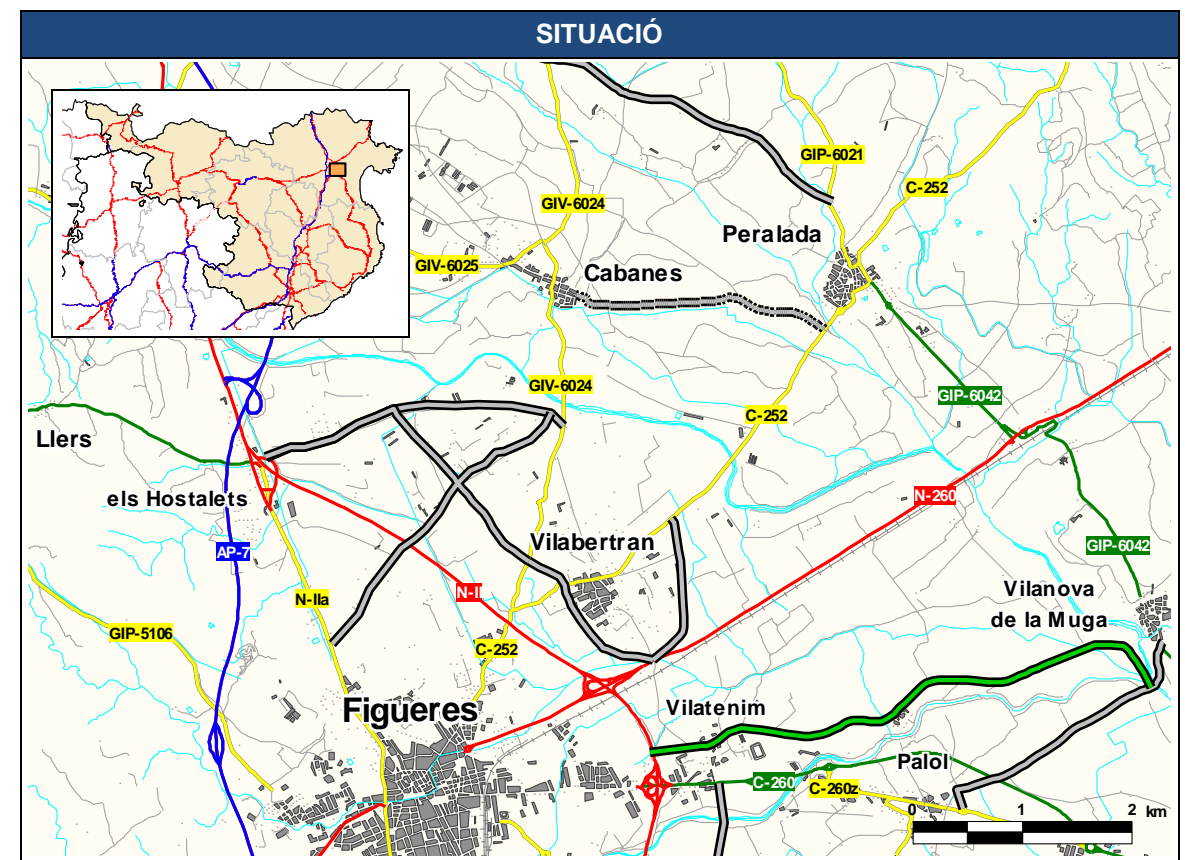 SITUACIÓ
GIP-6021
C-252
GIV-6024
Peralada
GIV-6025
Cabanes
GIV-6024
GIP-6042
C-252
Llers
N-260
els Hostalets
AP-7
Vilabertran
GIP-6042
N-II
N-IIa
Vilanova
de la Muga
GIP-5106
C-252
Figueres
Vilatenim
Palol
C-260
C-260z
0 1 2 km